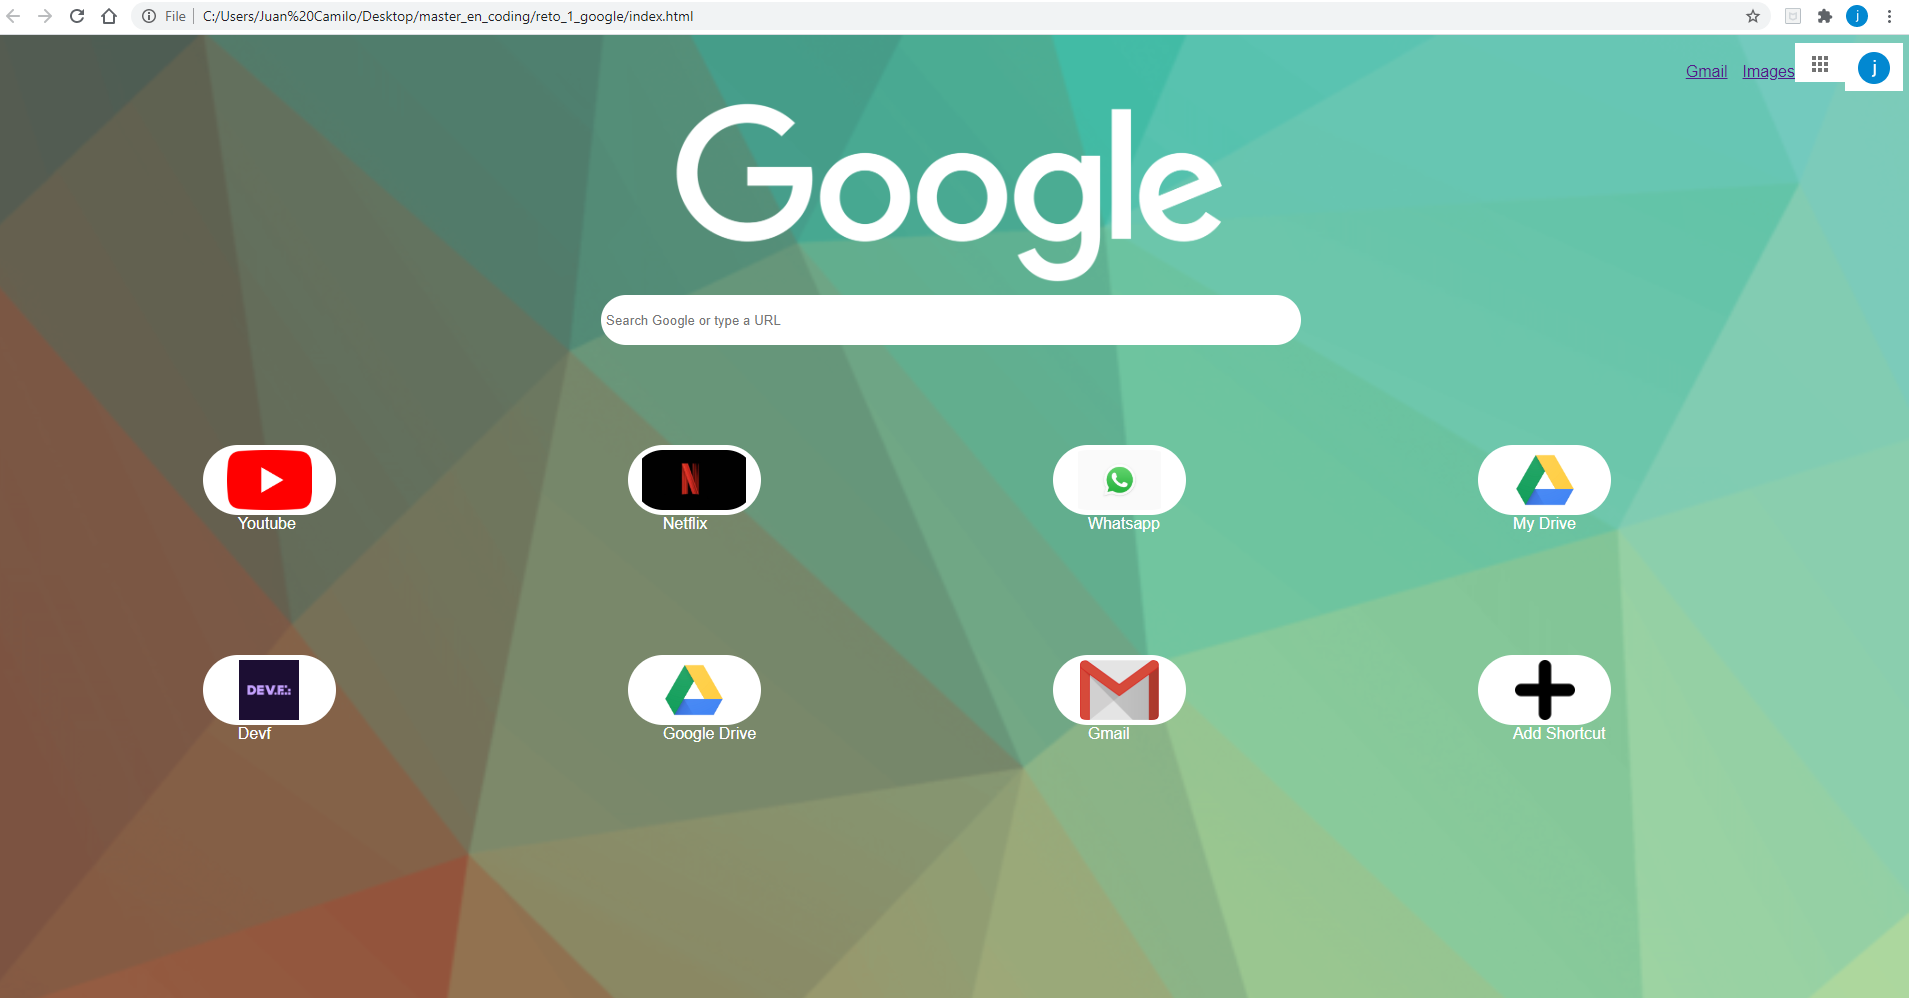 File C:/Users/Juan%20Camilo/Desktop/master_en_coding/reto_1_google/index.html j
Gmail Images j
Google
Search Google or type a URL
N
Youtube Netflix Whatsapp My Drive
DEV.F.:
Devf Google Drive Gmail Add Shortcut